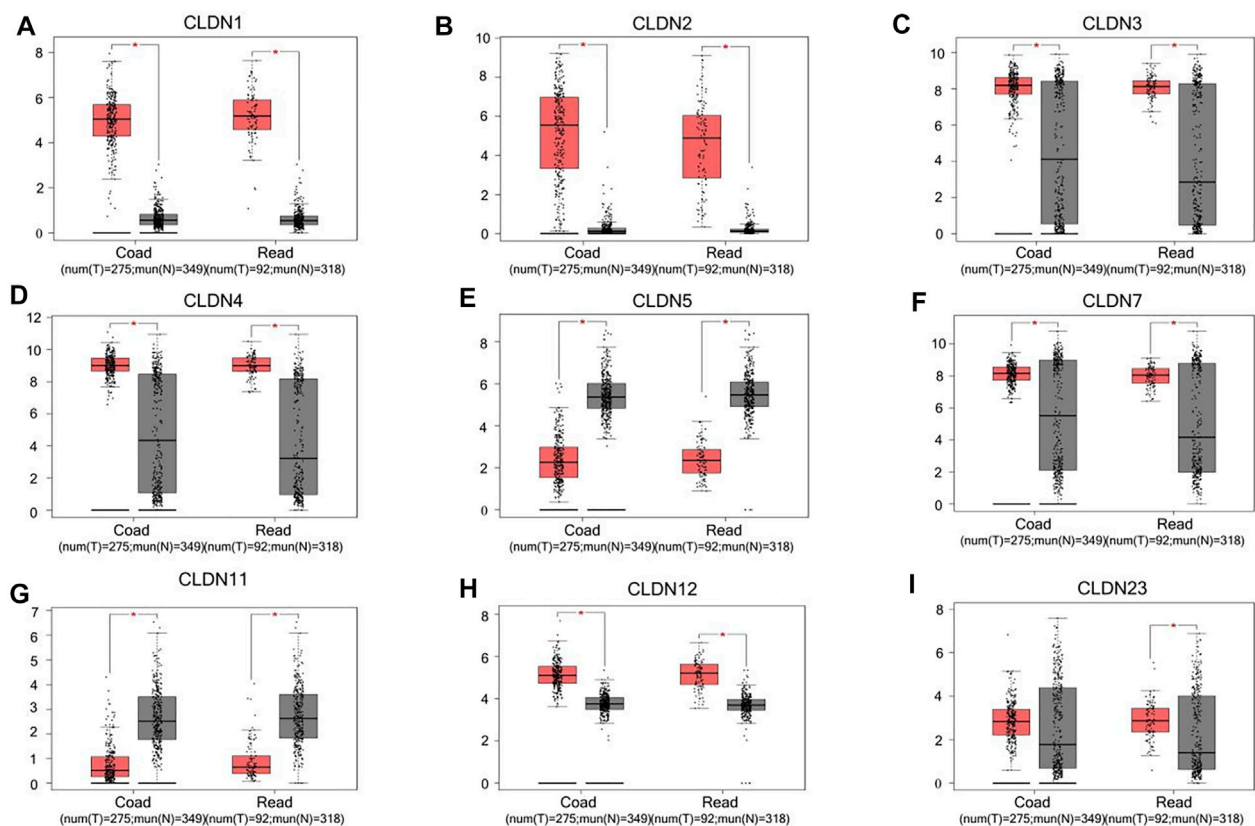 A
CLDN1
8
6
4
2
0
*
*
Coad
Read
(num(T)=275;mun(N)=349)(num(T)=92;mun(N)=318)
B
CLDN2
10
8
6
4
2
0
*
*
Coad
Read
(num(T)=275;mun(N)=349)(num(T)=92;mun(N)=318)
C
CLDN3
10
8
6
4
2
0
*
*
Coad
Read
(num(T)=275;mun(N)=349)(num(T)=92;mun(N)=318)
D
CLDN4
12
11
10
9
8
6
4
2
0
*
*
Coad
Read
(num(T)=275;mun(N)=349)(num(T)=92;mun(N)=318)
E
CLDN5
8
6
4
2
0
*
*
Coad
Read
(num(T)=275;mun(N)=349)(num(T)=92;mun(N)=318)
F
CLDN7
10
8
6
4
2
0
*
*
Coad
Read
(num(T)=275;mun(N)=349)(num(T)=92;mun(N)=318)
G
CLDN11
7
6
5
4
3
2
1
0
*
*
Coad
Read
(num(T)=275;mun(N)=349)(num(T)=92;mun(N)=318)
H
CLDN12
8
6
4
2
0
*
*
Coad
Read
(num(T)=275;mun(N)=349)(num(T)=92;mun(N)=318)
I
CLDN23
8
6
4
2
0
*
Coad
Read
(num(T)=275;mun(N)=349)(num(T)=92;mun(N)=318)